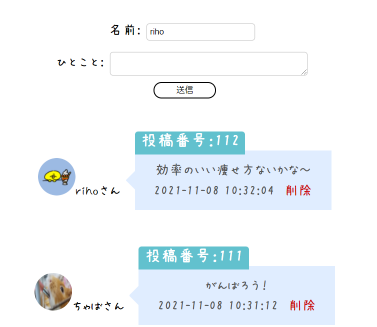 名前: riho
ひとこと:
送信
投稿番号:112
効率のいい痩せ方ないかな〜
2021-11-08 10:32:04 削除
rihoさん
投稿番号:111
がんばろう!
2021-11-08 10:31:12 削除
ちゃばさん